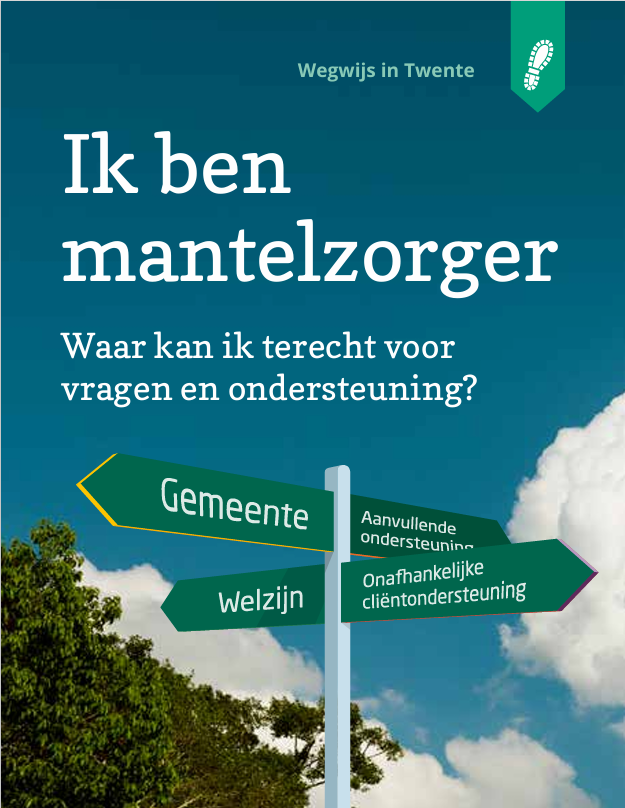 Wegwijs in Twente
Ik ben
mantelzorger
Waar kan ik terecht voor
vragen en ondersteuning?
Gemeente
Aanvullende
ondersteuning
Welzijn
Onafhankelijke
cliëntondersteuning